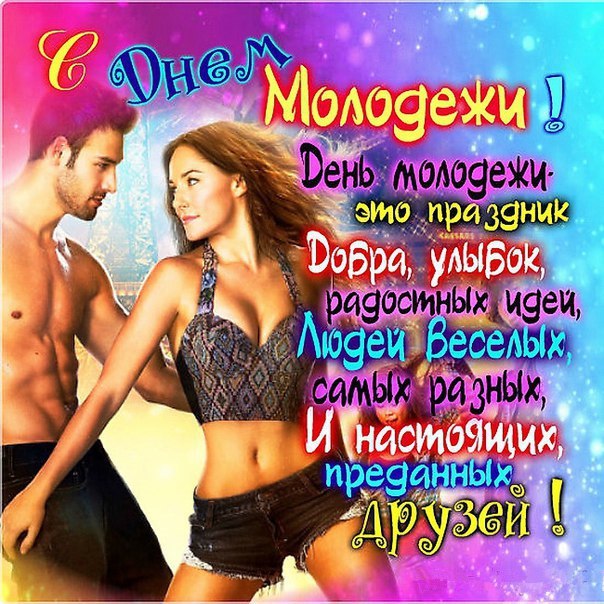 С Днем
Молодежи !
День молодежи-
это праздник
Добра, улыбок,
радостных идей,
Людей Веселых,
самых разных,
И настоящих,
преданных
друзей !